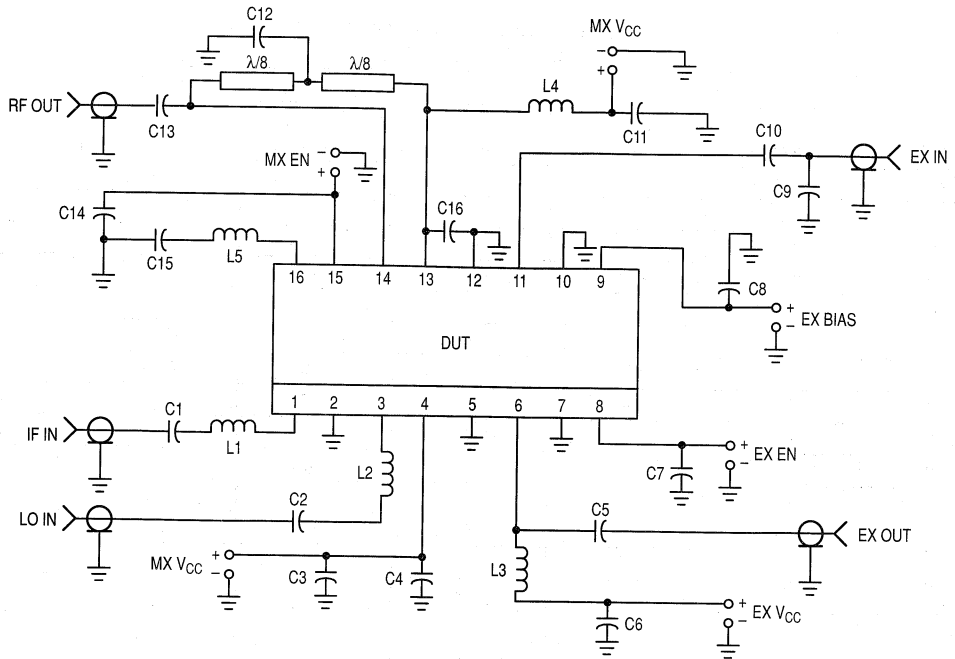 C12
MX VCC
λ/8
λ/8
−
+
L4
RF OUT
C13
C11
C10
MX EN
−
+
EX IN
C9
C14
C15
L5
C16
16
15
14
13
12
11
10
9
C8
+
−
EX BIAS
DUT
1
2
3
4
5
6
7
8
IF IN
C1
L1
L2
C7
+
−
EX EN
LO IN
C2
C5
EX OUT
MX VCC
+
−
C3
C4
L3
C6
+
−
EX VCC